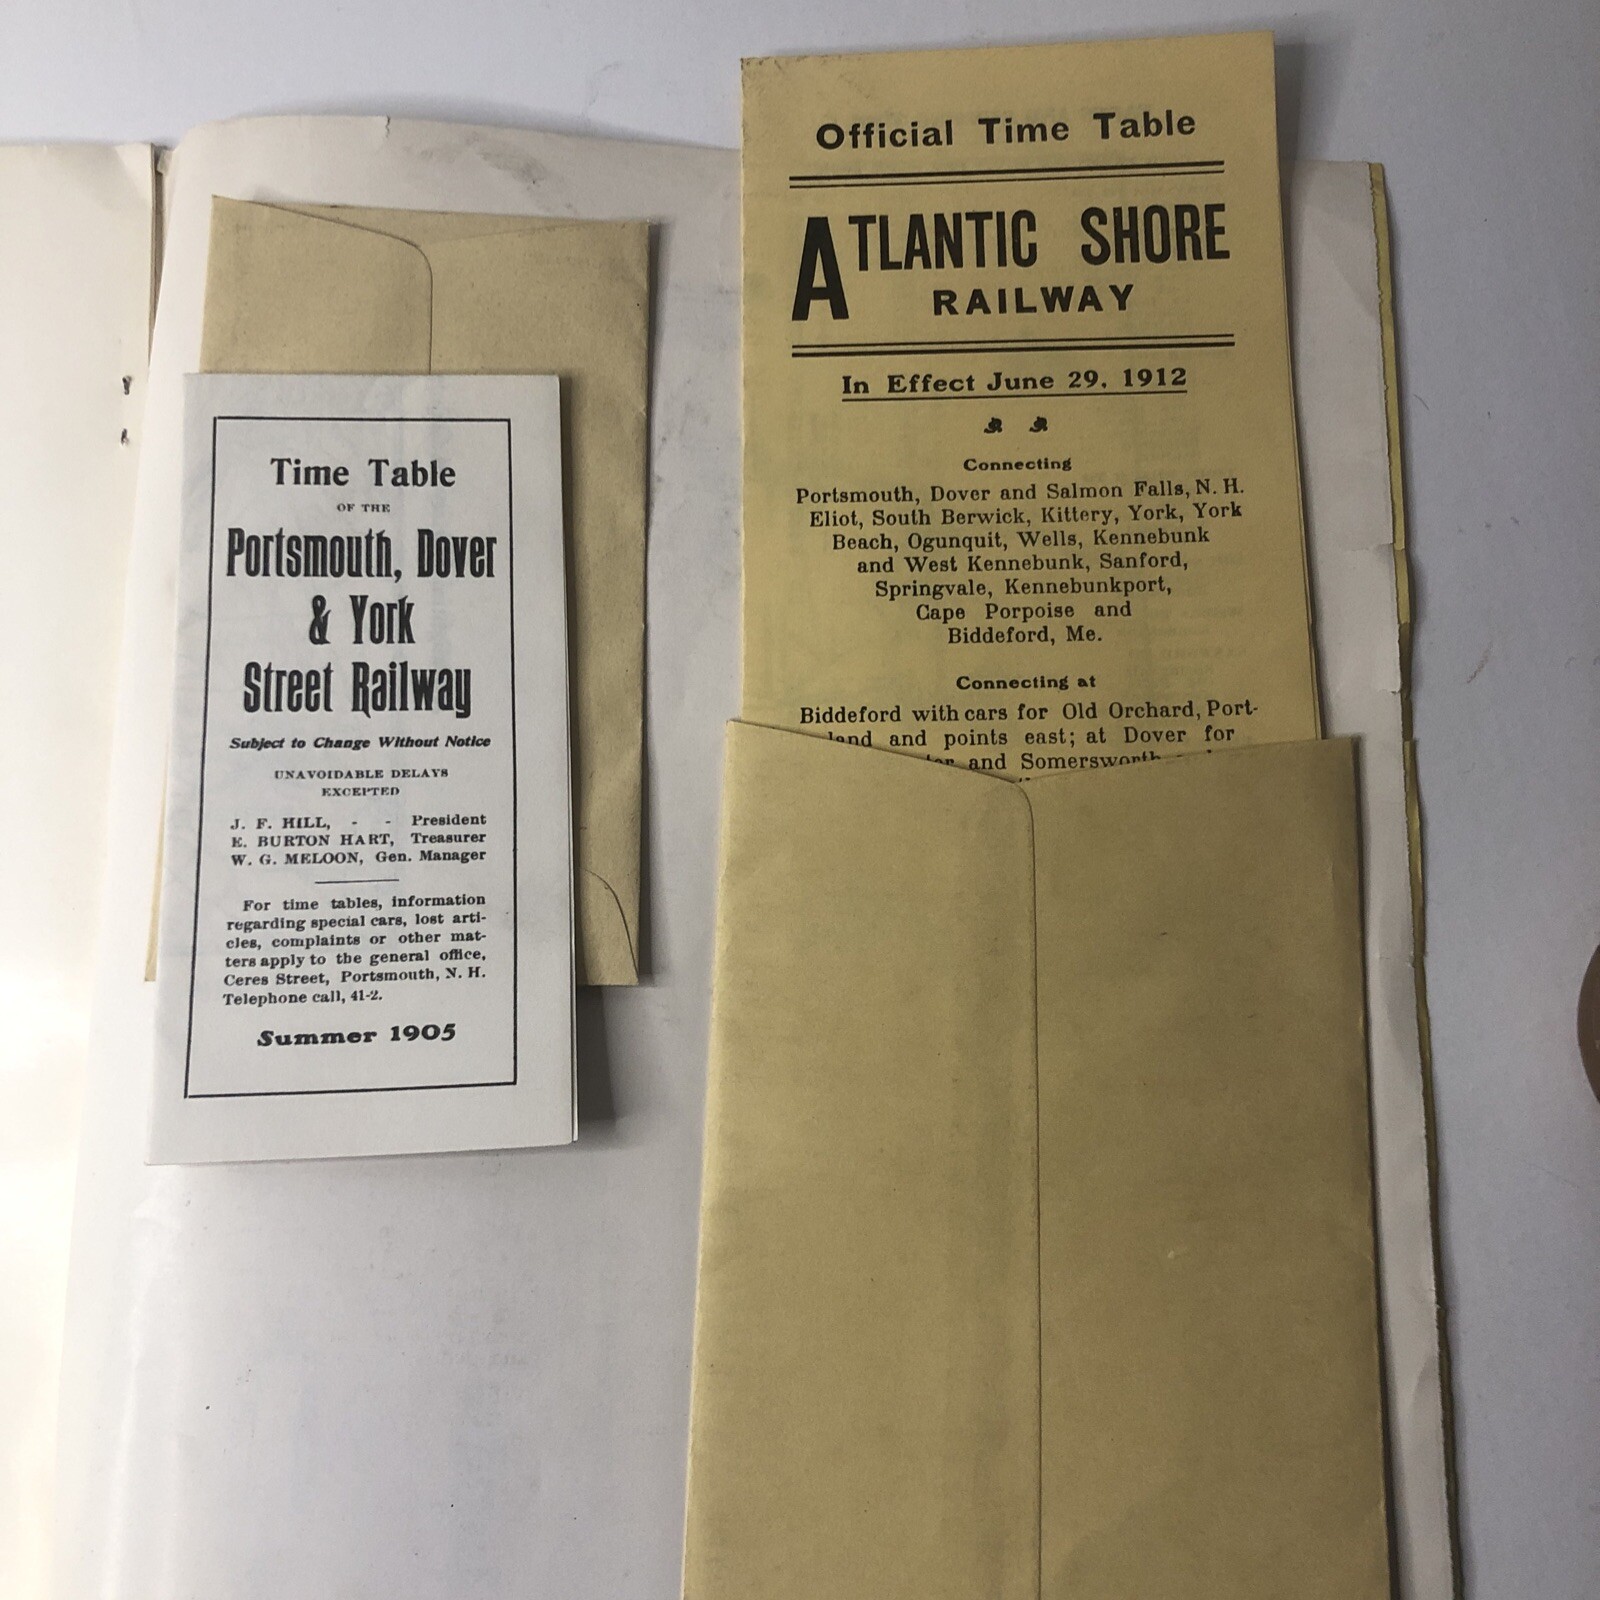 Time Table
OF THE
Portsmouth, Dover
& York
Street Railway
Subject to Change Without Notice
UNAVOIDABLE DELAYS
EXCEPTED
J. F. HILL, - - President
E. BURTON HART, Treasurer
W. G. MELOON, Gen. Manager
For time tables, information
regarding special cars, lost arti-
cles, complaints or other mat-
ters apply to the general office,
Ceres Street, Portsmouth, N. H.
Telephone call, 41-2.
Summer 1905
Official Time Table
ATLANTIC SHORE
RAILWAY
In Effect June 29, 1912
Connecting
Portsmouth, Dover and Salmon Falls, N. H.
Eliot, South Berwick, Kittery, York, York
Beach, Ogunquit, Wells, Kennebunk
and West Kennebunk, Sanford,
Springvale, Kennebunkport,
Cape Porpoise and
Biddeford, Me.
Connecting at
Biddeford with cars for Old Orchard, Port-
land and points east; at Dover for
and Somersworth